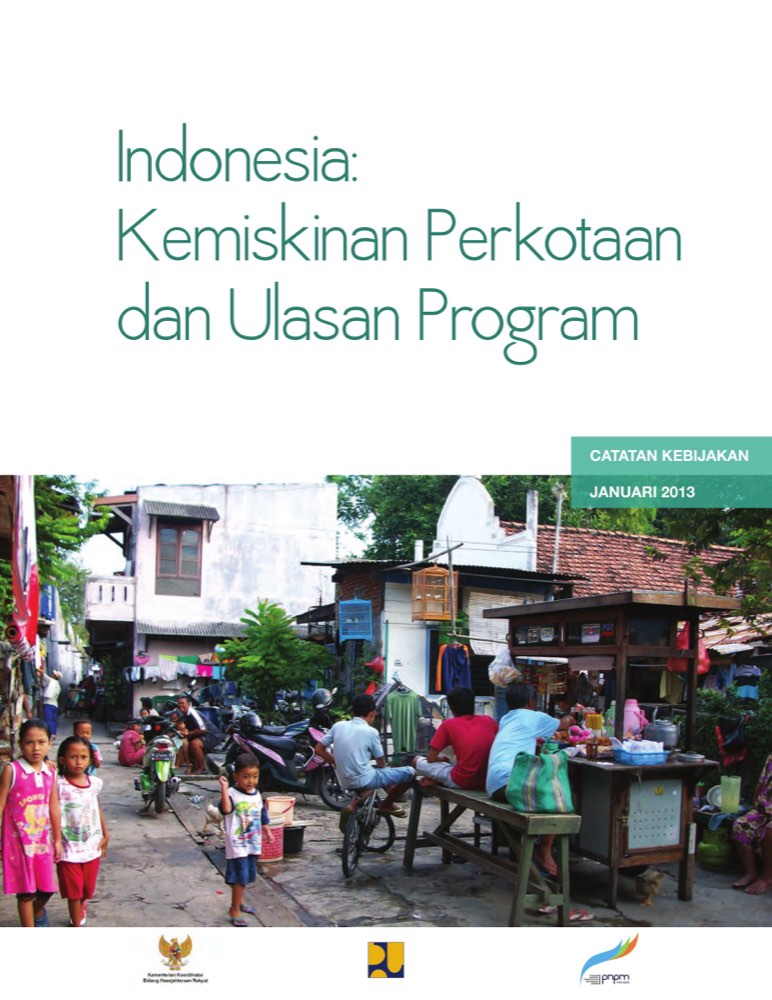 Indonesia:
Kemiskinan Perkotaan
dan Ulasan Program
CATATAN KEBIJAKAN
JANUARI 2013
Kementerian Koordinator
Bidang Kesejahteraan Rakyat
pnpm